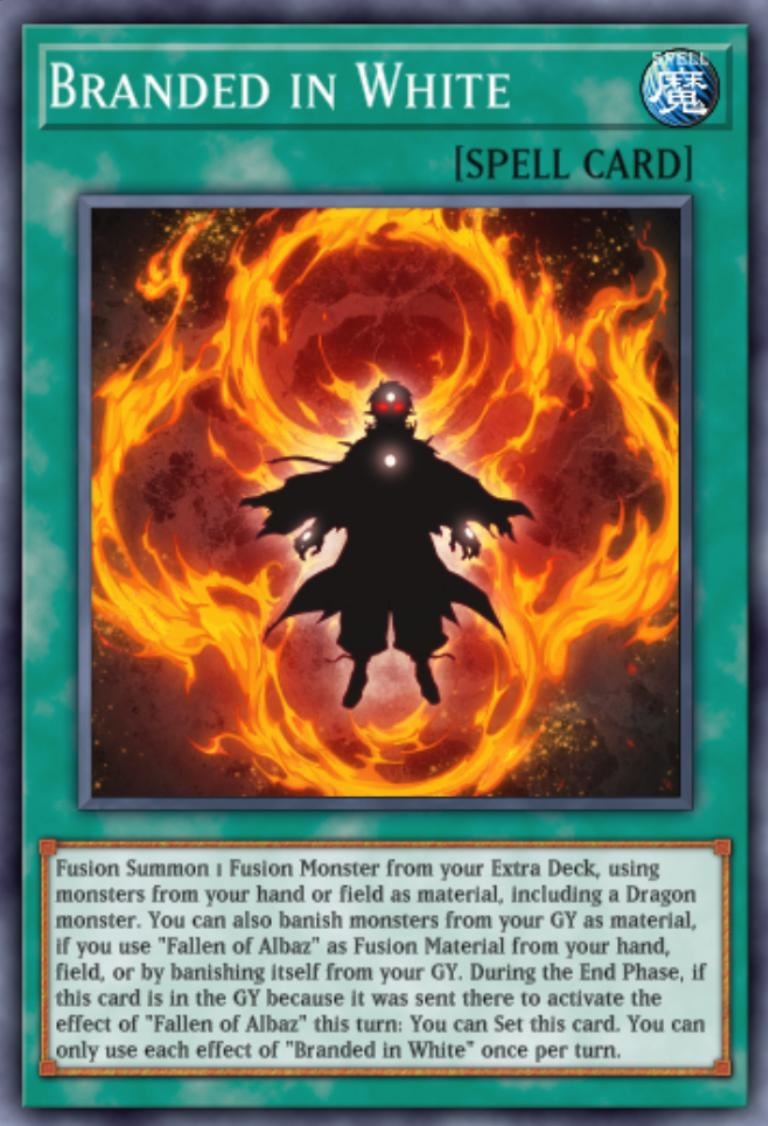 Branded in White
SPELL
魔
[SPELL CARD]
Fusion Summon 1 Fusion Monster from your Extra Deck, using
monsters from your hand or field as material, including a Dragon
monster. You can also banish monsters from your GY as material,
if you use "Fallen of Albaz" as Fusion Material from your hand,
field, or by banishing itself from your GY. During the End Phase, if
this card is in the GY because it was sent there to activate the
effect of "Fallen of Albaz" this turn: You can Set this card. You can
only use each effect of "Branded in White" once per turn.